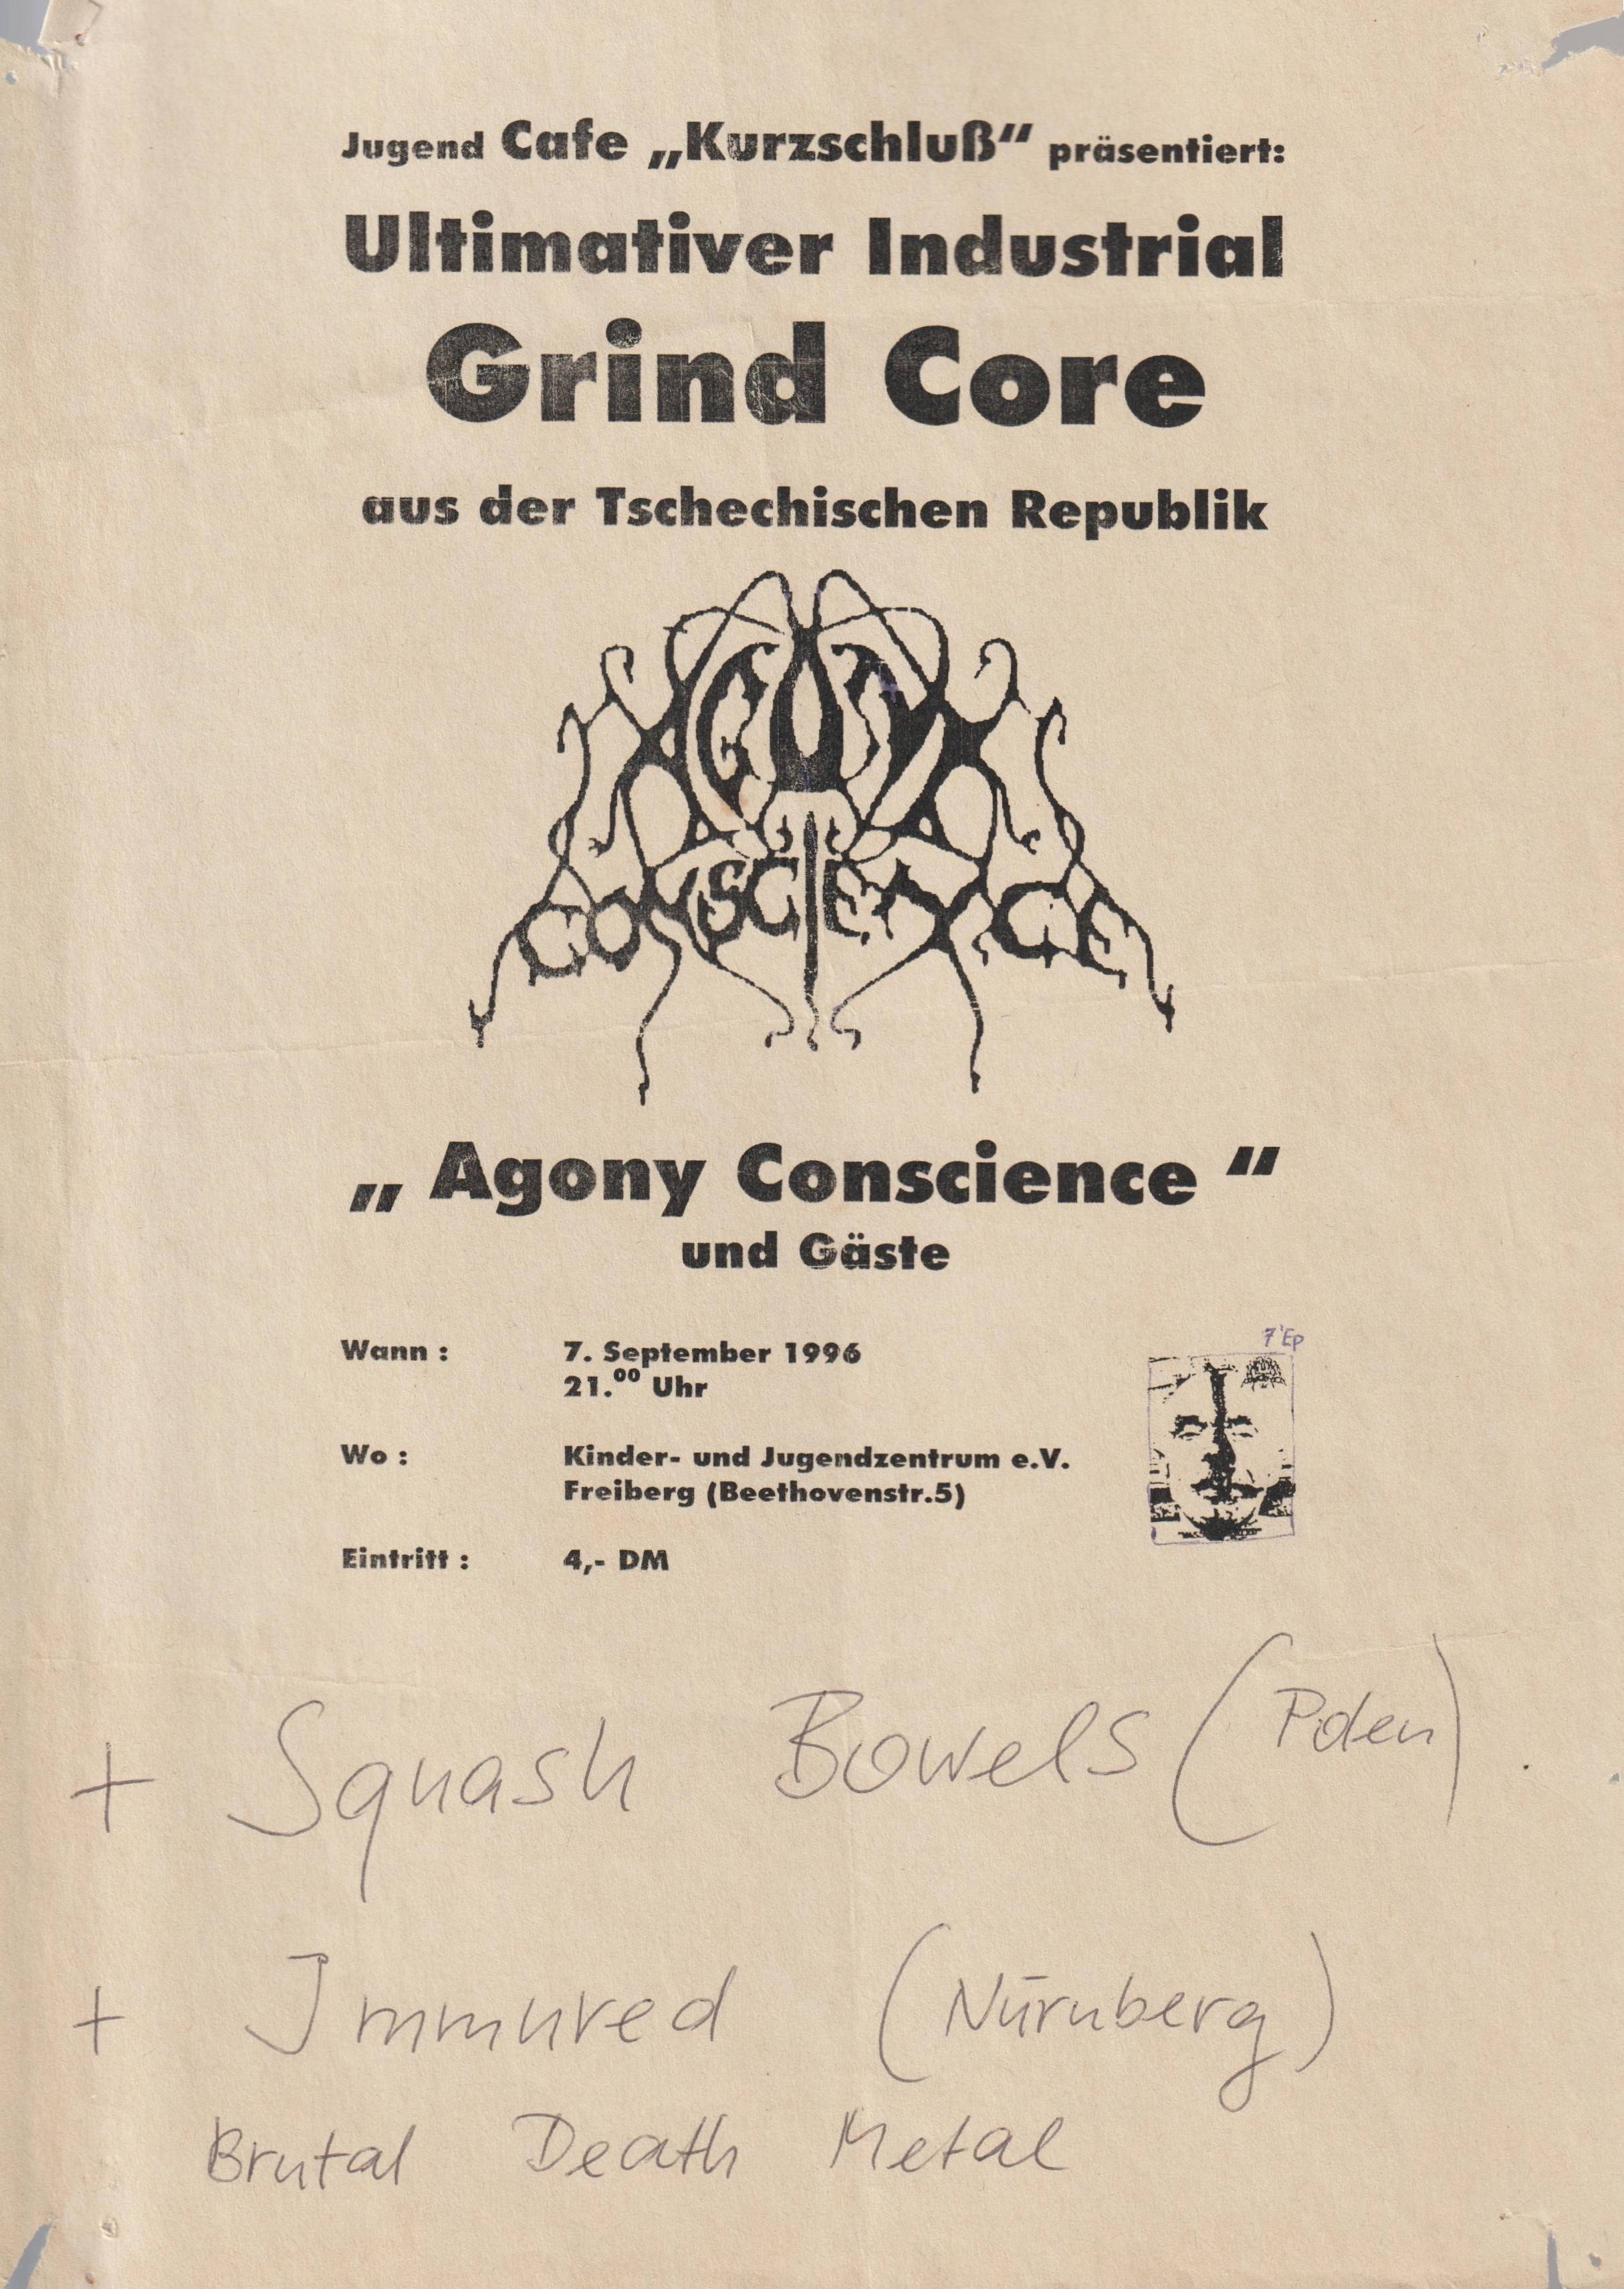 Jugend Cafe „Kurzschluß“ präsentiert:
Ultimativer Industrial
Grind Core
aus der Tschechischen Republik
AGONY
CONSCIENCE
„Agony Conscience“
und Gäste
Wann : 7. September 1996
21.⁰⁰ Uhr
7'Ep
Wo : Kinder- und Jugendzentrum e.V.
Freiberg (Beethovenstr.5)
Eintritt : 4,- DM
+ Squash Bowels (Polen)
+ Immured (Nürnberg)
Brutal Death Metal